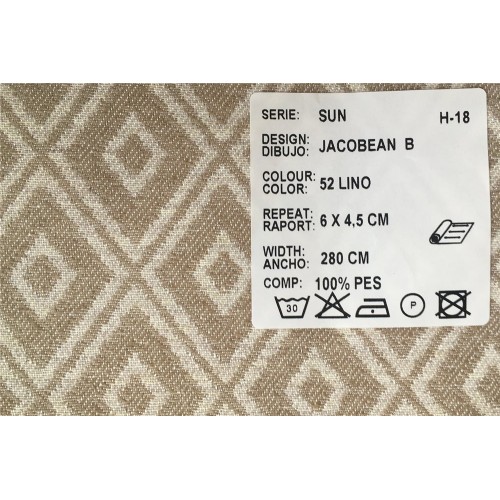 SERIE: SUN H-18
DESIGN:
DIBUJO: JACOBEAN B
COLOUR:
COLOR: 52 LINO
REPEAT
RAPORT: 6 X 4,5 CM
WIDTH:
ANCHO: 280 CM
COMP: 100% PES
30 P